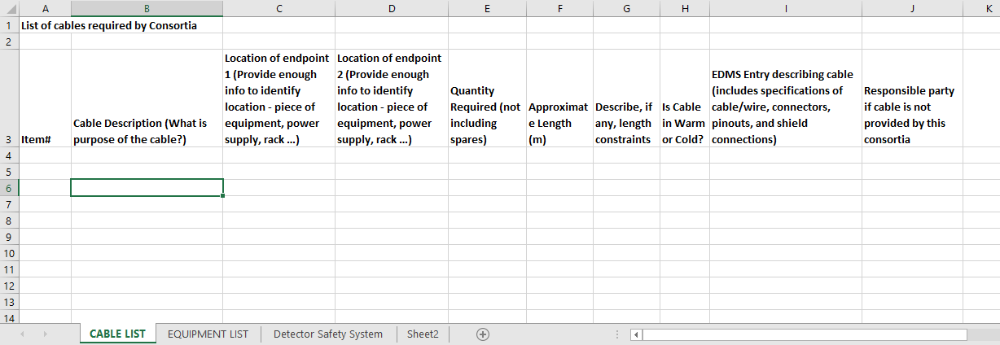 A B C D E F G H I J K
1 List of cables required by Consortia
2
Location of endpoint Location of endpoint
1 (Provide enough 2 (Provide enough EDMS Entry describing cable
info to identify info to identify Quantity (includes specifications of Responsible party
location - piece of location - piece of Required (not Approximat Describe, if Is Cable cable/wire, connectors, if cable is not
Cable Description (What is equipment, power equipment, power including e Length any, length in Warm pinouts, and shield provided by this
3 Item# purpose of the cable?) supply, rack ...) supply, rack ...) spares) (m) constraints or Cold? connections) consortia
4
5
6
7
8
9
10
11
12
13
14
CABLE LIST EQUIPMENT LIST Detector Safety System Sheet2